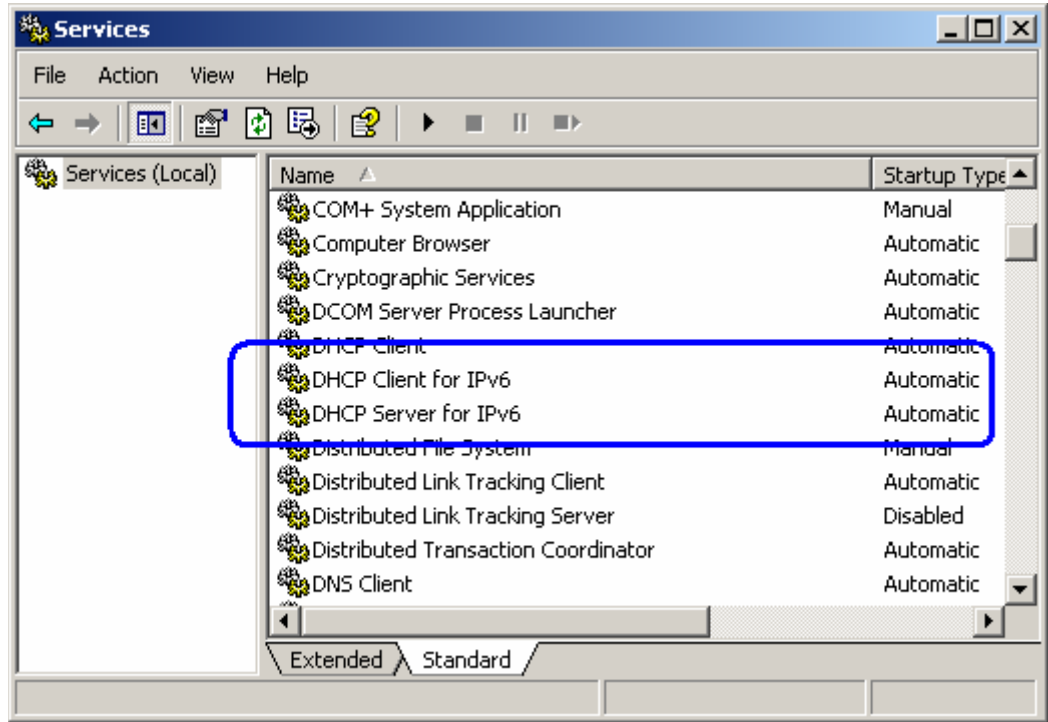 Services
File Action View Help
Services (Local)
Name Startup Type
COM+ System Application Manual
Computer Browser Automatic
Cryptographic Services Automatic
DCOM Server Process Launcher Automatic
DHCP Client Automatic
DHCP Client for IPv6 Automatic
DHCP Server for IPv6 Automatic
Distributed File System Manual
Distributed Link Tracking Client Automatic
Distributed Link Tracking Server Disabled
Distributed Transaction Coordinator Automatic
DNS Client Automatic
Extended Standard